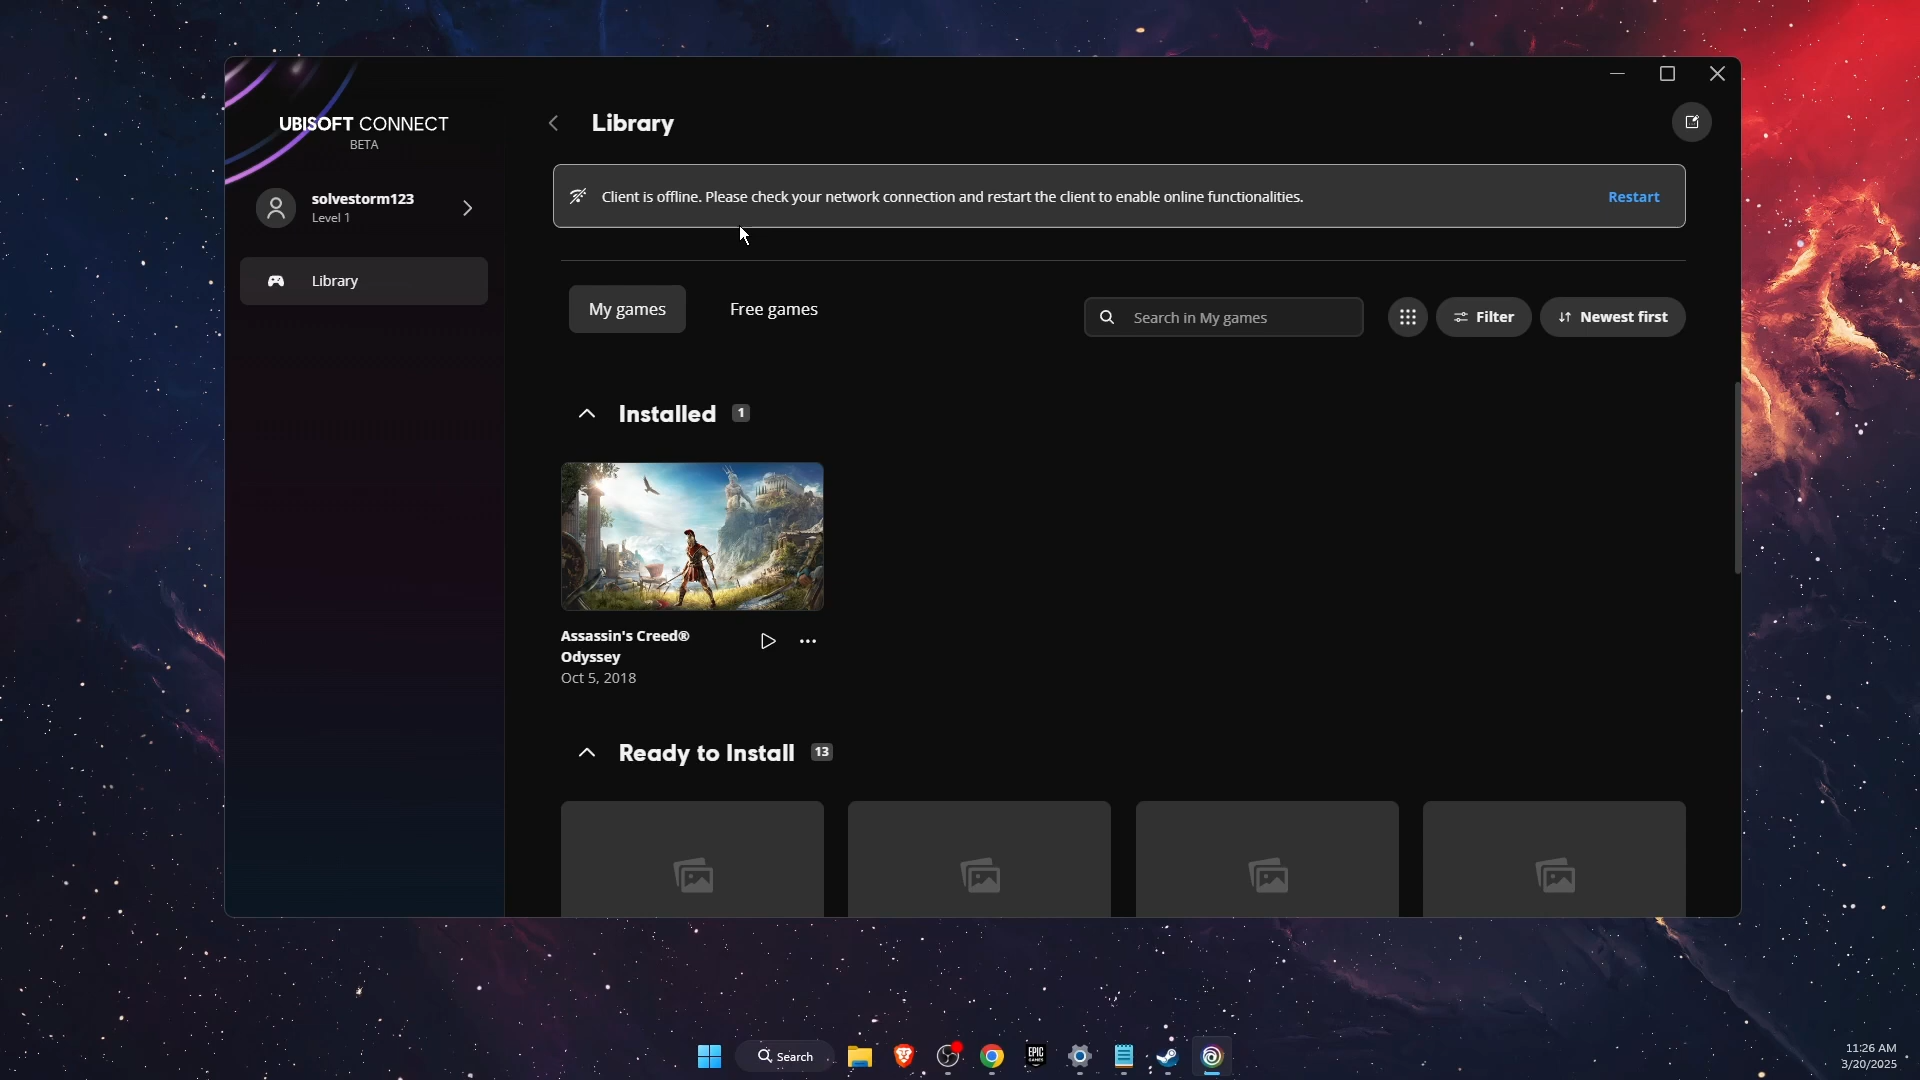 UBISOFT CONNECT
BETA
solvestorm123
Level 1
Library
Library
Client is offline. Please check your network connection and restart the client to enable online functionalities.
Restart
My games
Free games
Search in My games
Filter
Newest first
Installed 1
Assassin's Creed®
Odyssey
Oct 5, 2018
Ready to Install 13
Search
EPIC
GAMES
11:26 AM
3/20/2025